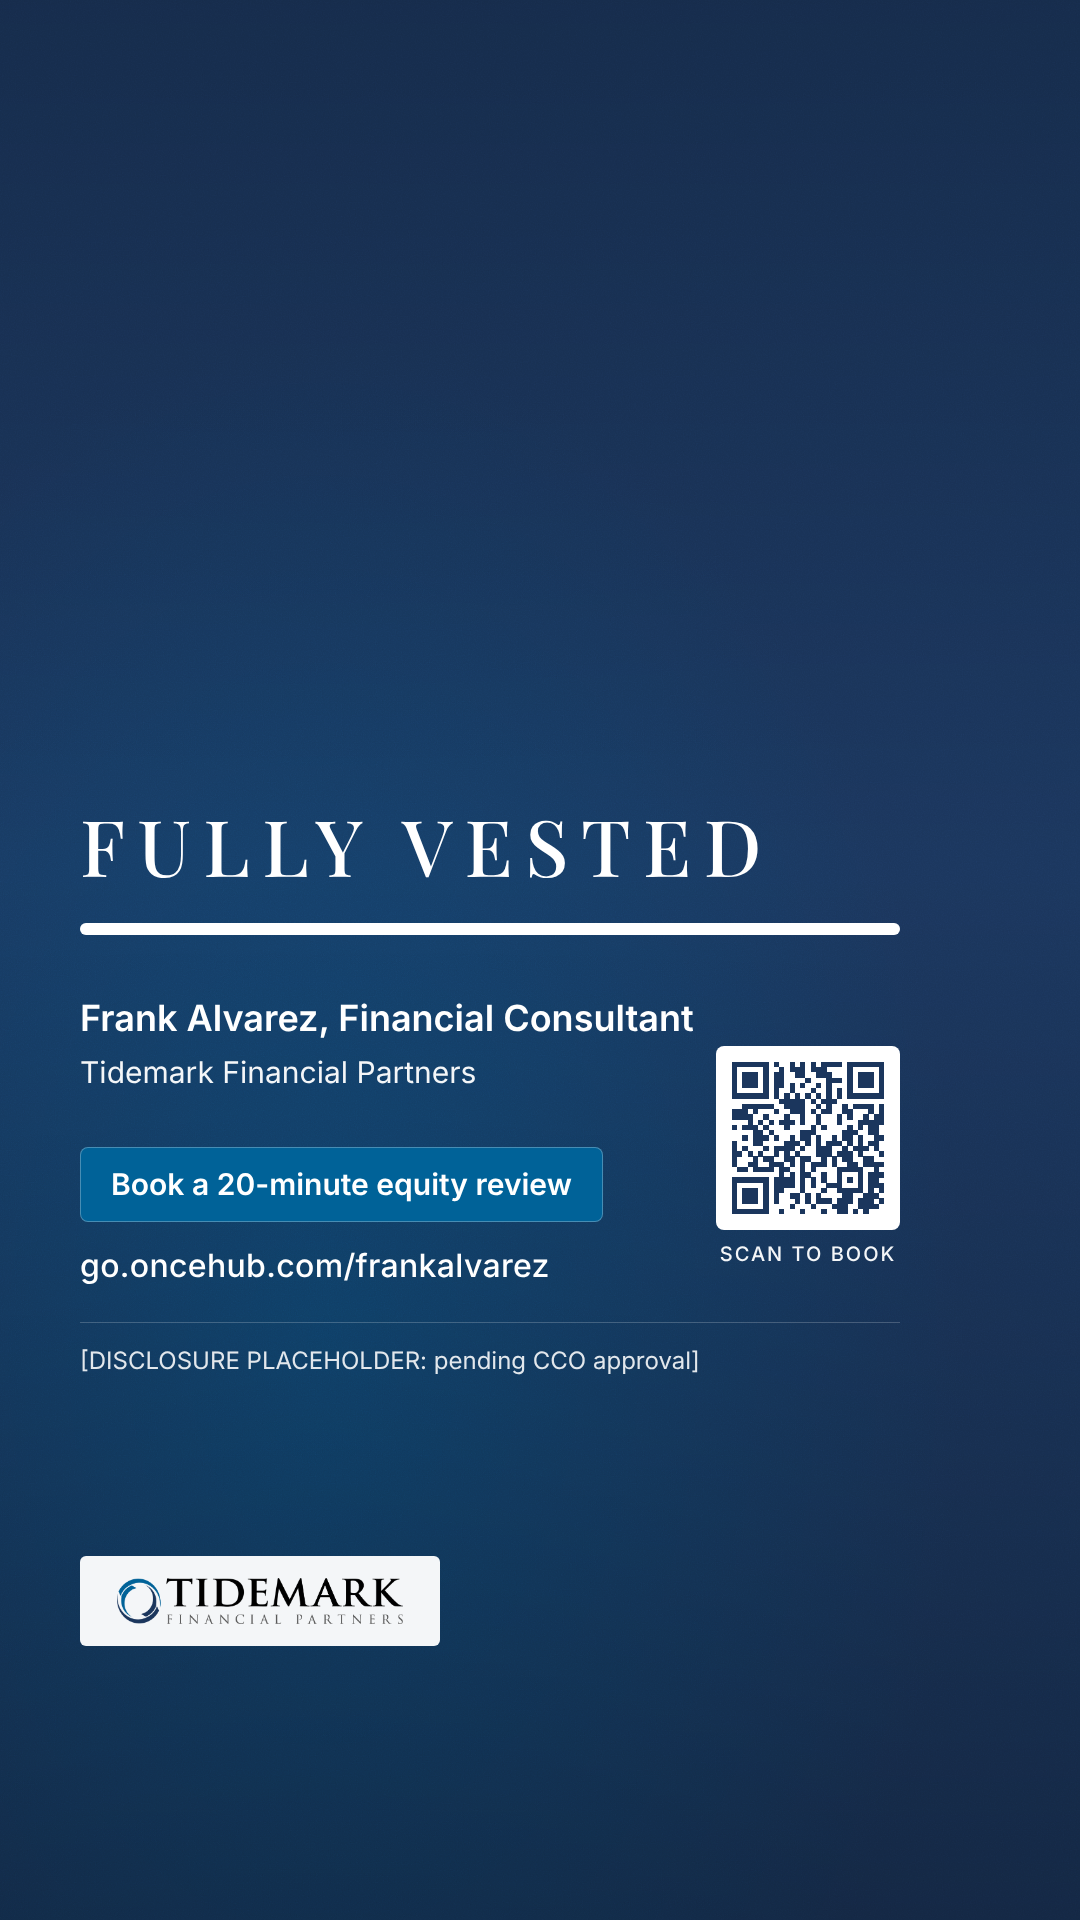 FULLY VESTED
Frank Alvarez, Financial Consultant
Tidemark Financial Partners
Book a 20-minute equity review
go.oncehub.com/frankalvarez
SCAN TO BOOK
[DISCLOSURE PLACEHOLDER: pending CCO approval]
TIDEMARK
FINANCIAL PARTNERS